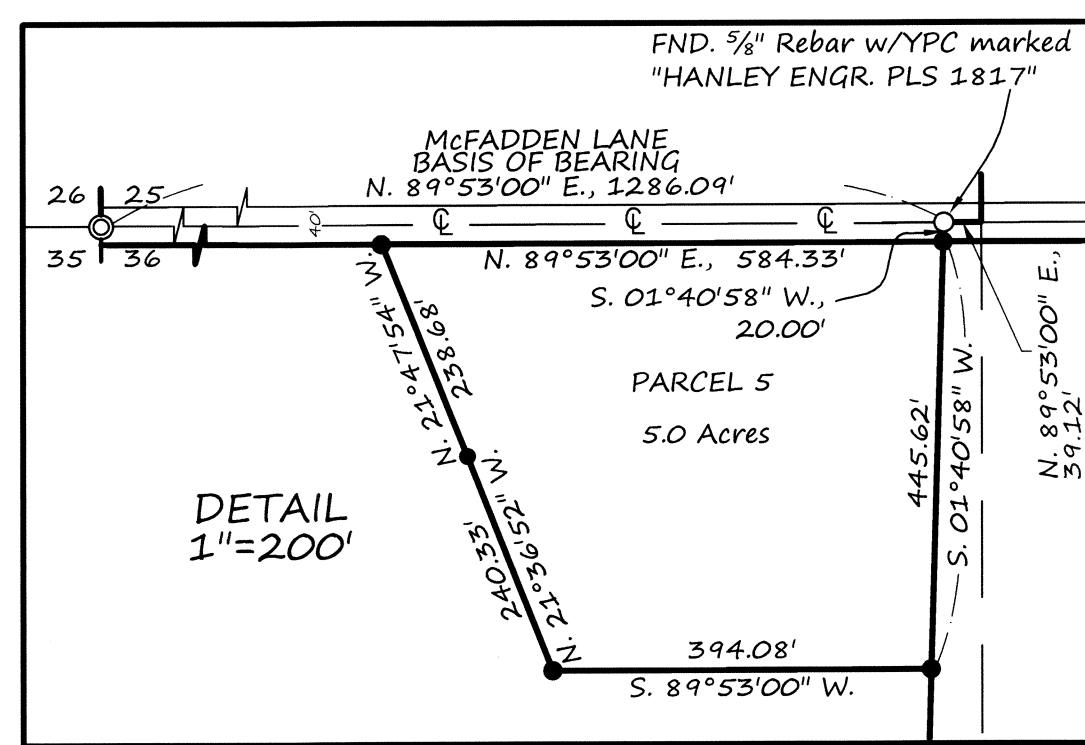 FND. 5/8" Rebar w/YPC marked
"HANLEY ENGR. PLS 1817"
McFADDEN LANE
BASIS OF BEARING
N. 89°53'00" E., 1286.09'
26 25
40'
℄ ℄ ℄
35 36
N. 89°53'00" E., 584.33'
S. 01°40'58" W.,
20.00'
N. 21°47'54" W.
238.68'
PARCEL 5
5.0 Acres
445.62'
S. 01°40'58" W.
N. 89°53'00" E.,
39.12'
DETAIL
1"=200'
240.33'
N. 21°36'52" W.
394.08'
S. 89°53'00" W.